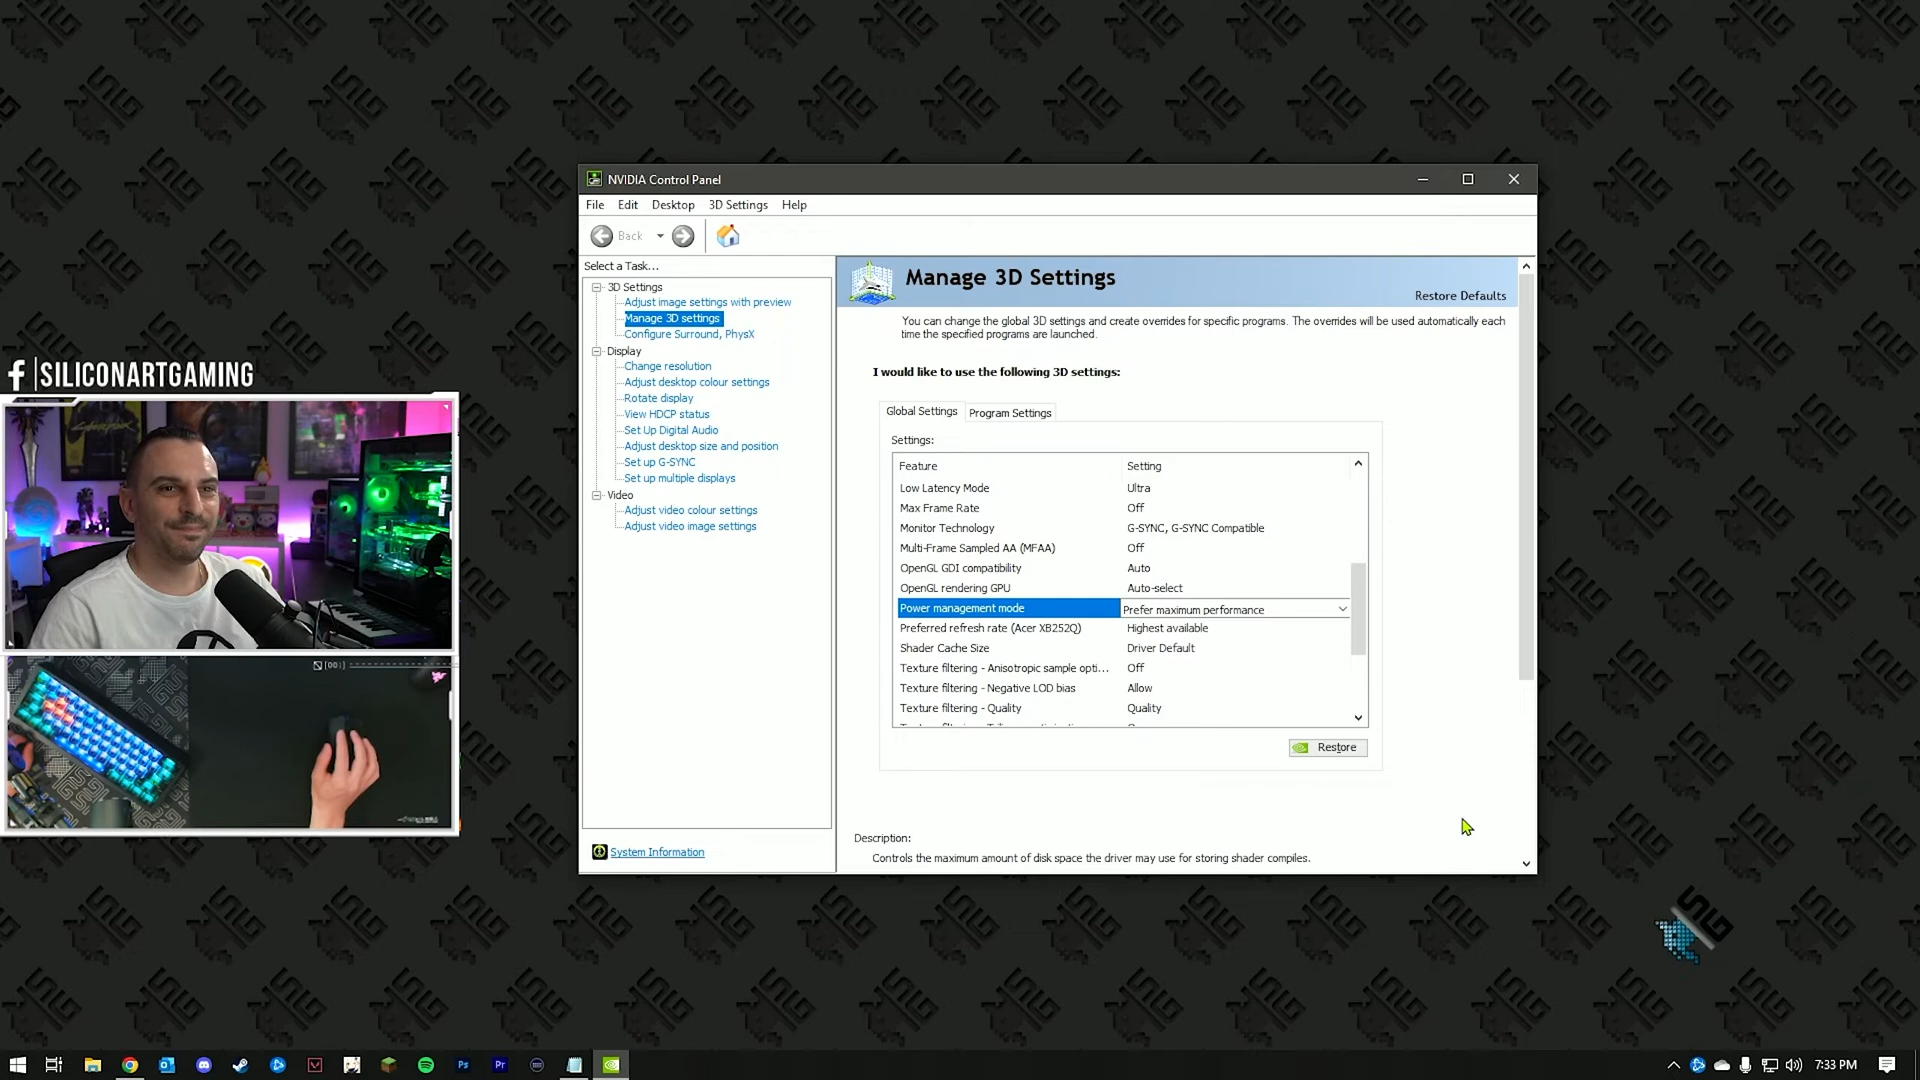 NVIDIA Control Panel
File Edit Desktop 3D Settings Help
Back
Select a Task...
3D Settings
Adjust image settings with preview
Manage 3D settings
Configure Surround, PhysX
Display
Change resolution
Adjust desktop colour settings
Rotate display
View HDCP status
Set Up Digital Audio
Adjust desktop size and position
Set up G-SYNC
Set up multiple displays
Video
Adjust video colour settings
Adjust video image settings
System Information
Manage 3D Settings
Restore Defaults
You can change the global 3D settings and create overrides for specific programs. The overrides will be used automatically each
time the specified programs are launched.
I would like to use the following 3D settings:
Global Settings Program Settings
Settings:
Feature Setting
Low Latency Mode Ultra
Max Frame Rate Off
Monitor Technology G-SYNC, G-SYNC Compatible
Multi-Frame Sampled AA (MFAA) Off
OpenGL GDI compatibility Auto
OpenGL rendering GPU Auto-select
Power management mode Prefer maximum performance
Preferred refresh rate (Acer XB252Q) Highest available
Shader Cache Size Driver Default
Texture filtering - Anisotropic sample opti... Off
Texture filtering - Negative LOD bias Allow
Texture filtering - Quality Quality
Restore
Description:
Controls the maximum amount of disk space the driver may use for storing shader compiles.
f |SILICONARTGAMING
7:33 PM